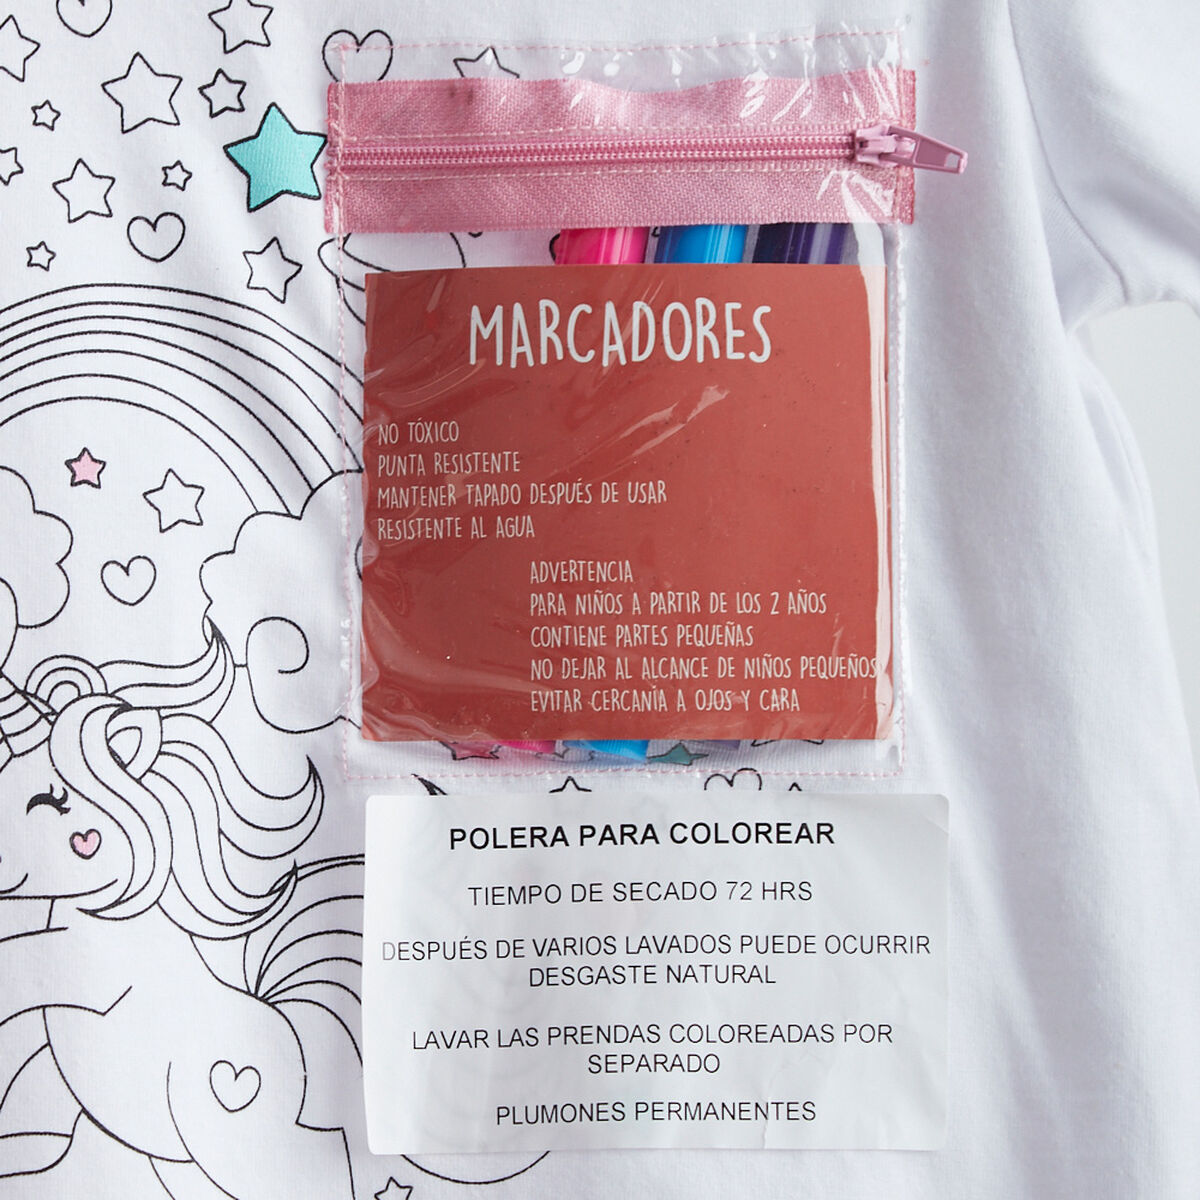 MARCADORES
NO TÓXICO
PUNTA RESISTENTE
MANTENER TAPADO DESPUÉS DE USAR
RESISTENTE AL AGUA
ADVERTENCIA
PARA NIÑOS A PARTIR DE LOS 2 AÑOS
CONTIENE PARTES PEQUEÑAS
NO DEJAR AL ALCANCE DE NIÑOS PEQUEÑOS
EVITAR CERCANÍA A OJOS Y CARA
POLERA PARA COLOREAR
TIEMPO DE SECADO 72 HRS
DESPUÉS DE VARIOS LAVADOS PUEDE OCURRIR
DESGASTE NATURAL
LAVAR LAS PRENDAS COLOREADAS POR
SEPARADO
PLUMONES PERMANENTES